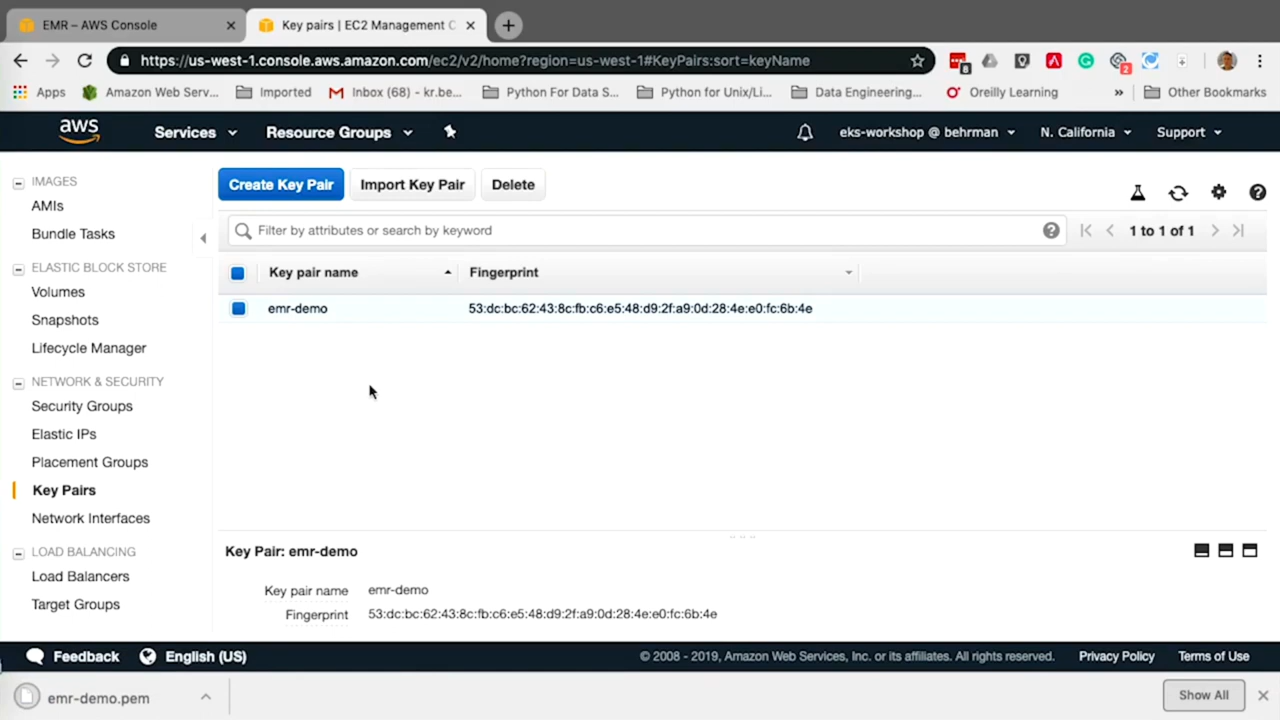 EMR – AWS Console
Key pairs | EC2 Management C
https://us-west-1.console.aws.amazon.com/ec2/v2/home?region=us-west-1#KeyPairs:sort=keyName
8
2
Apps
Amazon Web Serv...
Imported
Inbox (68) - kr.be...
Python For Data S...
Python for Unix/Li...
Data Engineering...
Oreilly Learning
»
Other Bookmarks
aws
Services
Resource Groups
eks-workshop @ behrman
N. California
Support
IMAGES
AMIs
Bundle Tasks
ELASTIC BLOCK STORE
Volumes
Snapshots
Lifecycle Manager
NETWORK & SECURITY
Security Groups
Elastic IPs
Placement Groups
Key Pairs
Network Interfaces
LOAD BALANCING
Load Balancers
Target Groups
Create Key Pair
Import Key Pair
Delete
Filter by attributes or search by keyword
1 to 1 of 1
Key pair name
Fingerprint
emr-demo
53:dc:bc:62:43:8c:fb:c6:e5:48:d9:2f:a9:0d:28:4e:e0:fc:6b:4e
Key Pair: emr-demo
Key pair name emr-demo
Fingerprint 53:dc:bc:62:43:8c:fb:c6:e5:48:d9:2f:a9:0d:28:4e:e0:fc:6b:4e
Feedback
English (US)
© 2008 - 2019, Amazon Web Services, Inc. or its affiliates. All rights reserved.
Privacy Policy
Terms of Use
emr-demo.pem
Show All